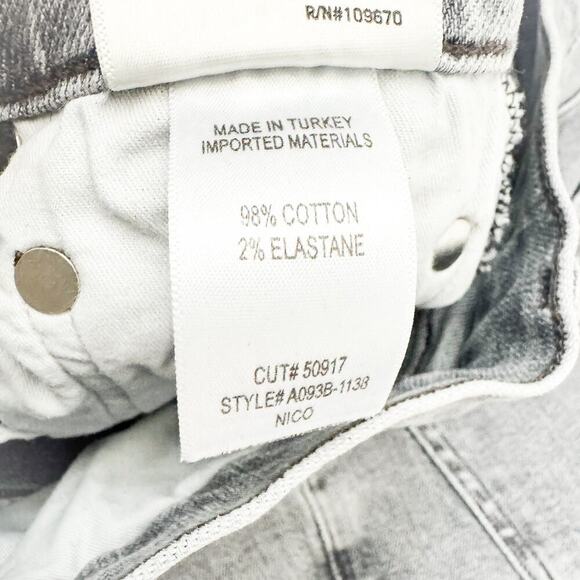 R/N#109670
MADE IN TURKEY
IMPORTED MATERIALS
98% COTTON
2% ELASTANE
CUT# 50917
STYLE# A093B-1138
NICO